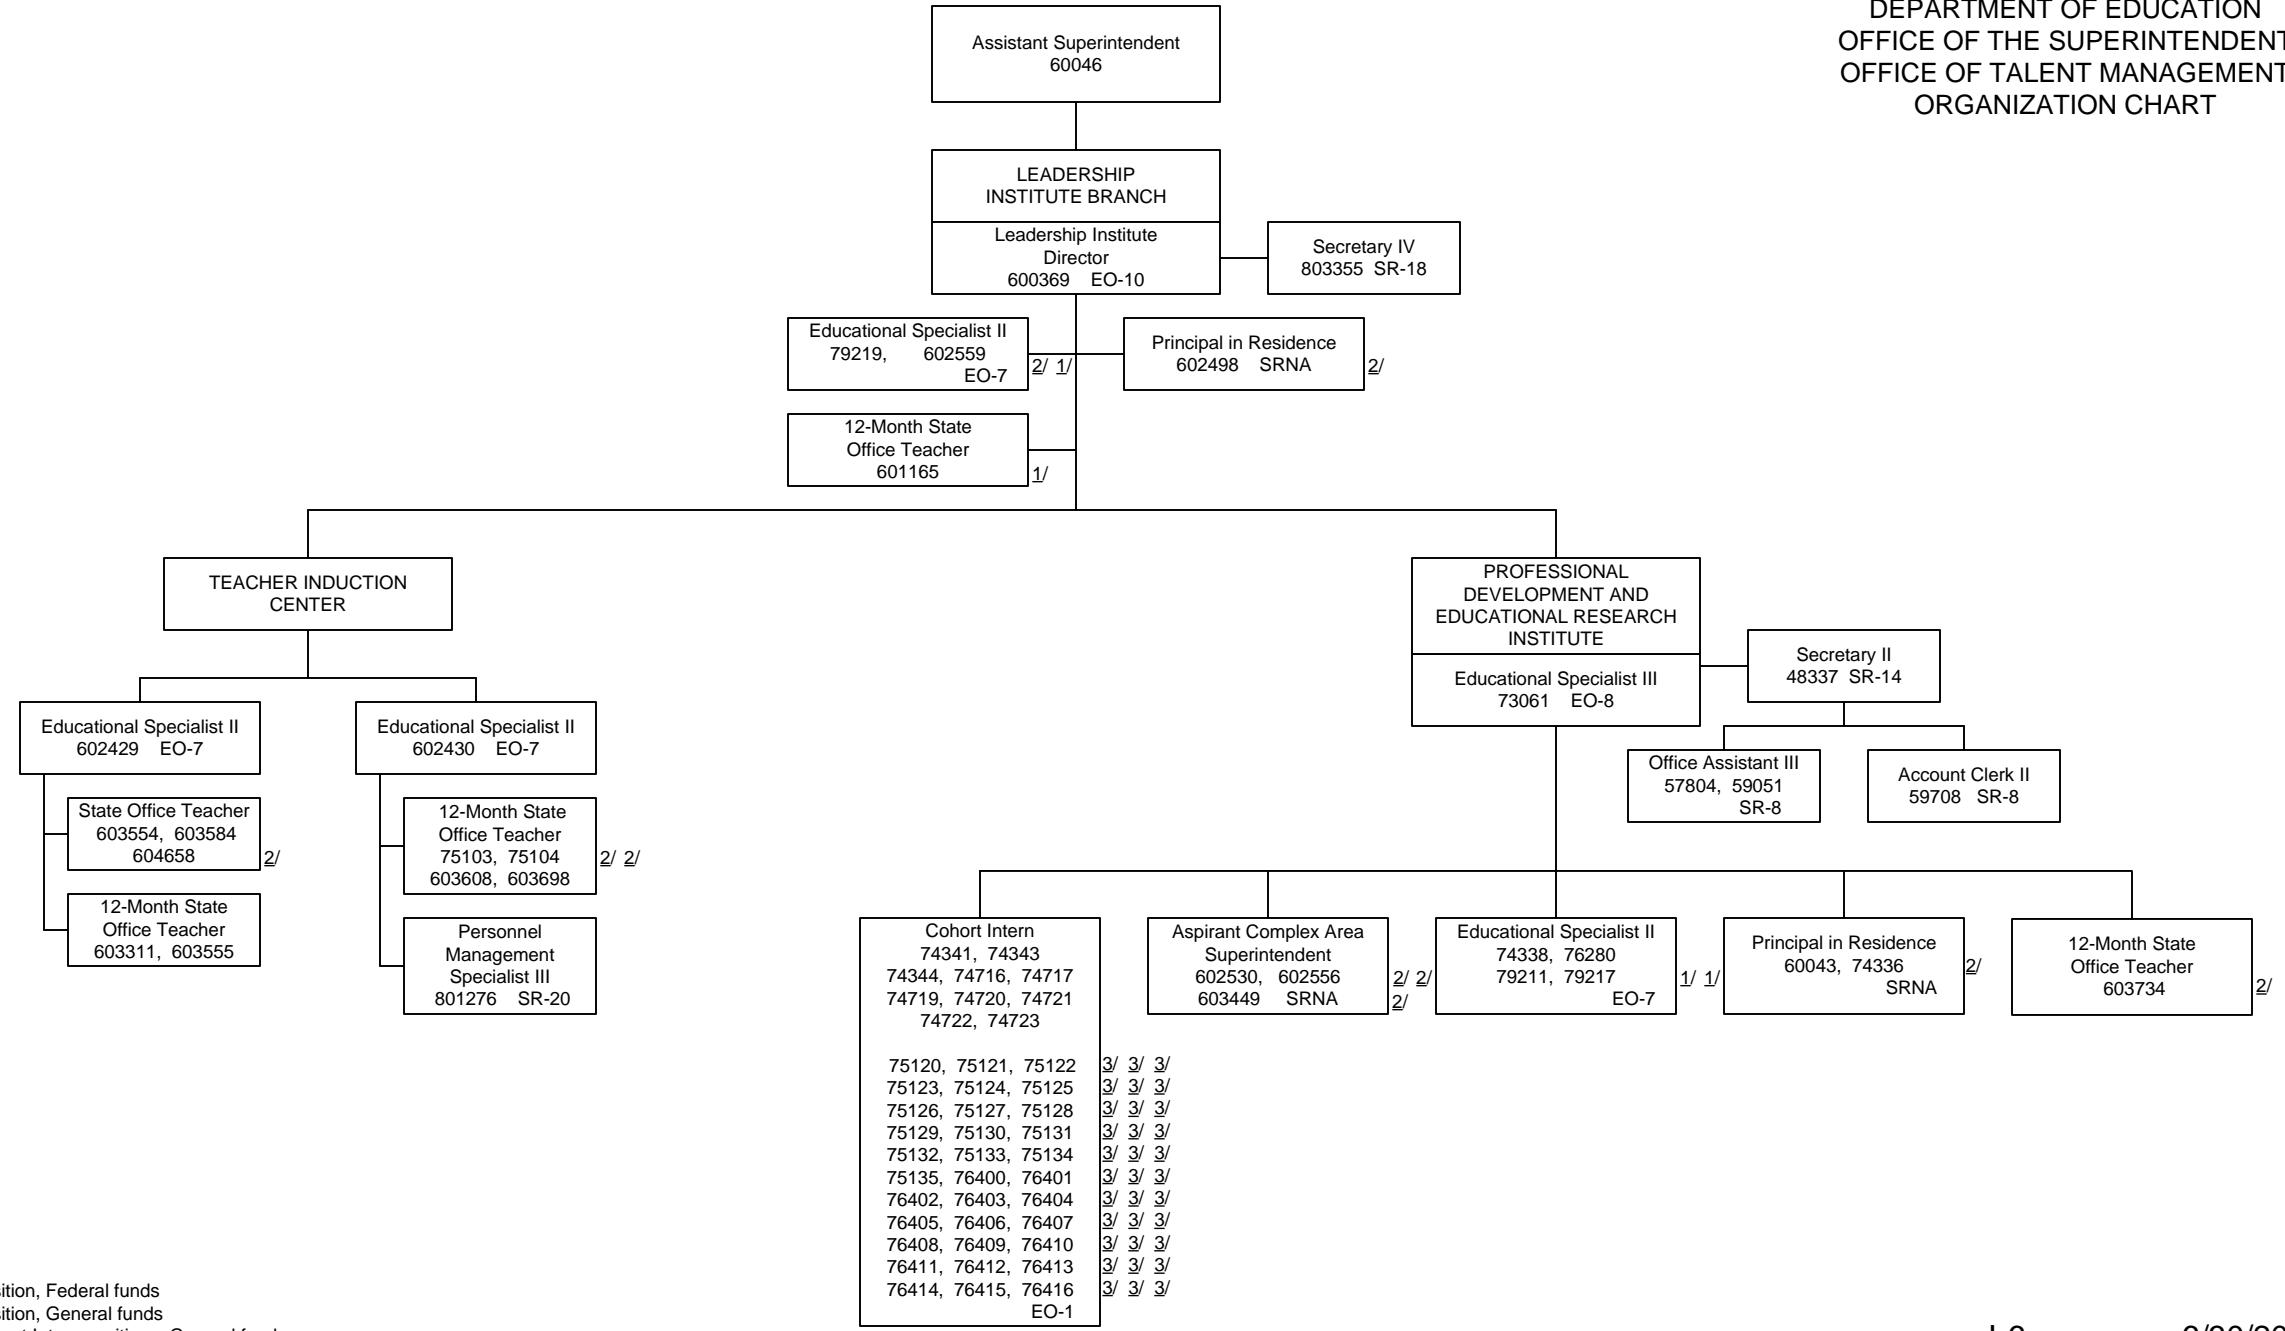 DEPARTMENT OF EDUCATION
OFFICE OF THE SUPERINTENDENT
OFFICE OF TALENT MANAGEMENT
ORGANIZATION CHART
Assistant Superintendent
60046
LEADERSHIP
INSTITUTE BRANCH
Leadership Institute
Director
600369 EO-10
Secretary IV
803355 SR-18
Educational Specialist II
79219, 602559
EO-7
2/ 1/
Principal in Residence
602498 SRNA
2/
12-Month State
Office Teacher
601165
1/
TEACHER INDUCTION
CENTER
PROFESSIONAL
DEVELOPMENT AND
EDUCATIONAL RESEARCH
INSTITUTE
Educational Specialist III
73061 EO-8
Secretary II
48337 SR-14
Office Assistant III
57804, 59051
SR-8
Account Clerk II
59708 SR-8
Educational Specialist II
602429 EO-7
State Office Teacher
603554, 603584
604658
2/
12-Month State
Office Teacher
603311, 603555
Educational Specialist II
602430 EO-7
12-Month State
Office Teacher
75103, 75104
603608, 603698
2/ 2/
Personnel
Management
Specialist III
801276 SR-20
Cohort Intern
74341, 74343
74344, 74716, 74717
74719, 74720, 74721
74722, 74723
75120, 75121, 75122 3/ 3/ 3/
75123, 75124, 75125 3/ 3/ 3/
75126, 75127, 75128 3/ 3/ 3/
75129, 75130, 75131 3/ 3/ 3/
75132, 75133, 75134 3/ 3/ 3/
75135, 76400, 76401 3/ 3/ 3/
76402, 76403, 76404 3/ 3/ 3/
76405, 76406, 76407 3/ 3/ 3/
76408, 76409, 76410 3/ 3/ 3/
76411, 76412, 76413 3/ 3/ 3/
76414, 76415, 76416 3/ 3/ 3/
EO-1
Aspirant Complex Area
Superintendent
602530, 602556
603449 SRNA
2/ 2/
2/
Educational Specialist II
74338, 76280
79211, 79217
EO-7
1/ 1/
Principal in Residence
60043, 74336
SRNA
2/
12-Month State
Office Teacher
603734
2/
Federal funds
General funds